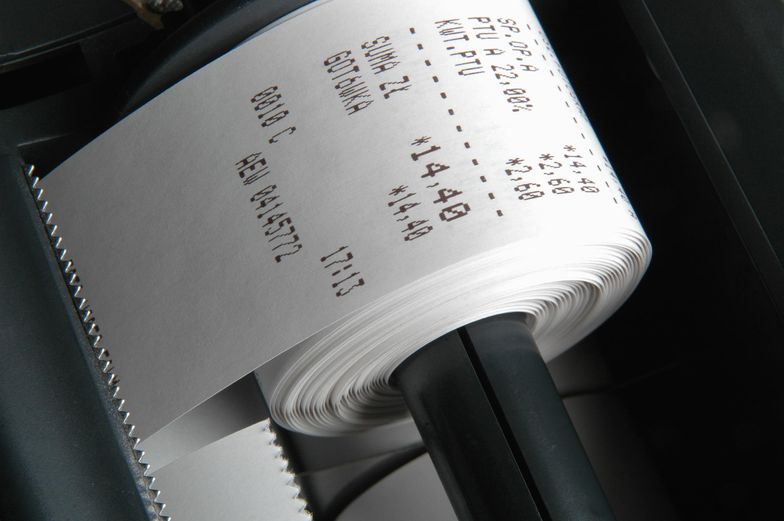 SP.OP.A *14,40
PTU A 22,00% *2,60
KWT.PTU *2,60
SUMA ZŁ *14,40
GOTÓWKA *14,40
0010 C 17:13
AEW 04145772